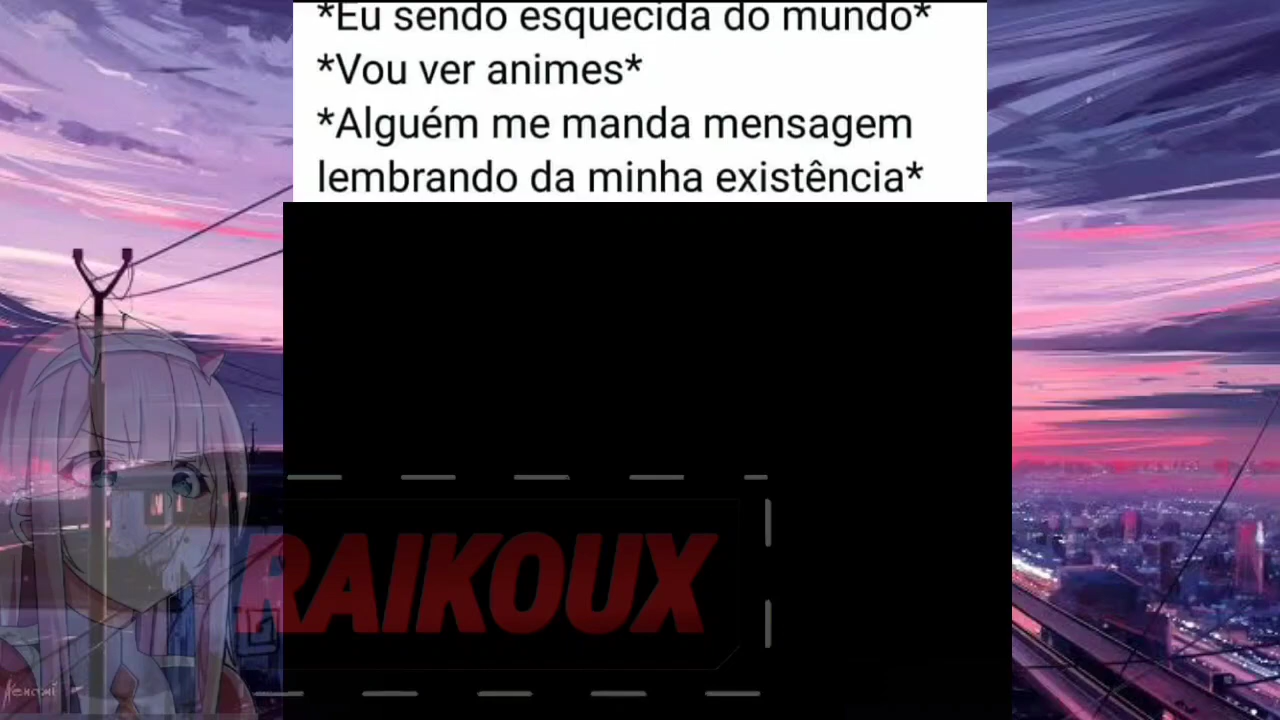 *Eu sendo esquecida do mundo*
*Vou ver animes*
*Alguém me manda mensagem
lembrando da minha existência*
RAIKOUX